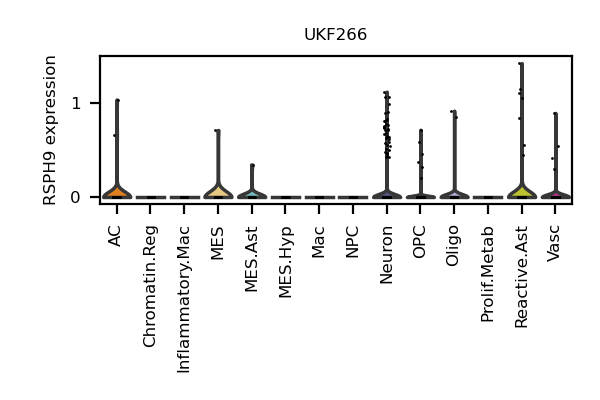 UKF266
RSPH9 expression
1
0
AC
Chromatin.Reg
Inflammatory.Mac
MES
MES.Ast
MES.Hyp
Mac
NPC
Neuron
OPC
Oligo
Prolif.Metab
Reactive.Ast
Vasc